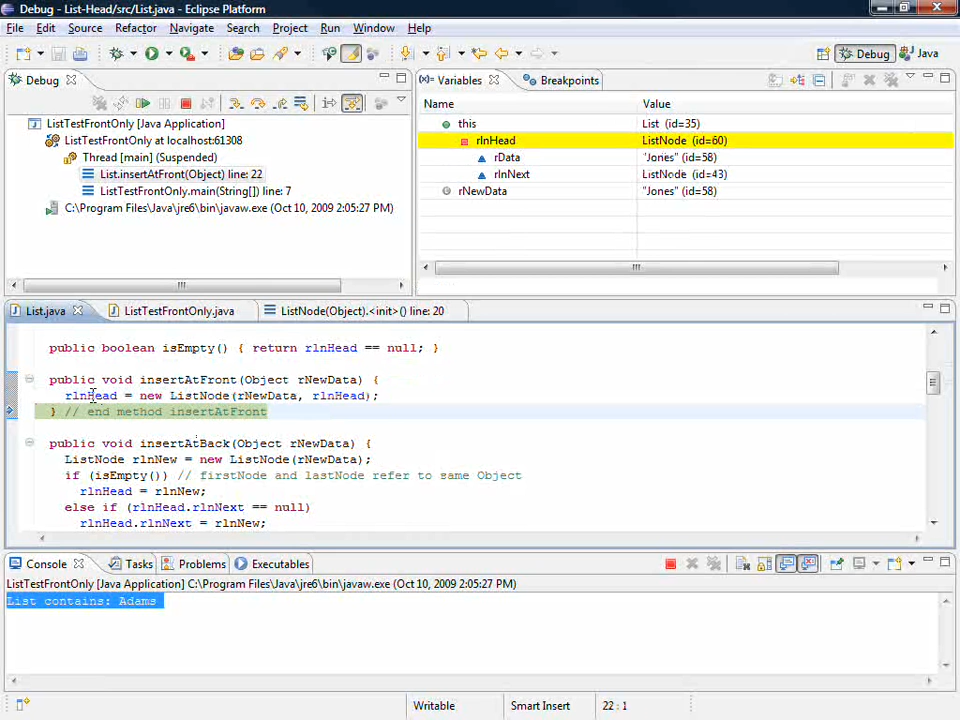 Debug - List-Head/src/List.java - Eclipse Platform
File Edit Source Refactor Navigate Search Project Run Window Help
Debug Java
Debug
ListTestFrontOnly [Java Application]
ListTestFrontOnly at localhost:61308
Thread [main] (Suspended)
List.insertAtFront(Object) line: 22
ListTestFrontOnly.main(String[]) line: 7
C:\Program Files\Java\jre6\bin\javaw.exe (Oct 10, 2009 2:05:27 PM)
Variables Breakpoints
Name Value
this List (id=35)
rlnHead ListNode (id=60)
rData "Jones" (id=58)
rlnNext ListNode (id=43)
rNewData "Jones" (id=58)
List.java ListTestFrontOnly.java ListNode(Object).<init>() line: 20
public boolean isEmpty() { return rlnHead == null; }
public void insertAtFront(Object rNewData) {
rlnHead = new ListNode(rNewData, rlnHead);
} // end method insertAtFront
public void insertAtBack(Object rNewData) {
ListNode rlnNew = new ListNode(rNewData);
if (isEmpty()) // firstNode and lastNode refer to same Object
rlnHead = rlnNew;
else if (rlnHead.rlnNext == null)
rlnHead.rlnNext = rlnNew;
Console Tasks Problems Executables
ListTestFrontOnly [Java Application] C:\Program Files\Java\jre6\bin\javaw.exe (Oct 10, 2009 2:05:27 PM)
List contains: Adams
Writable Smart Insert 22 : 1